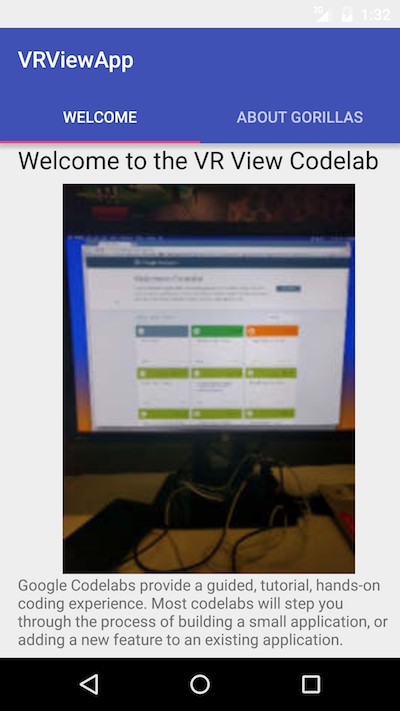 3G 1:32
VRViewApp
WELCOME
ABOUT GORILLAS
Welcome to the VR View Codelab
Google Codelabs provide a guided, tutorial, hands-on
coding experience. Most codelabs will step you
through the process of building a small application, or
adding a new feature to an existing application.